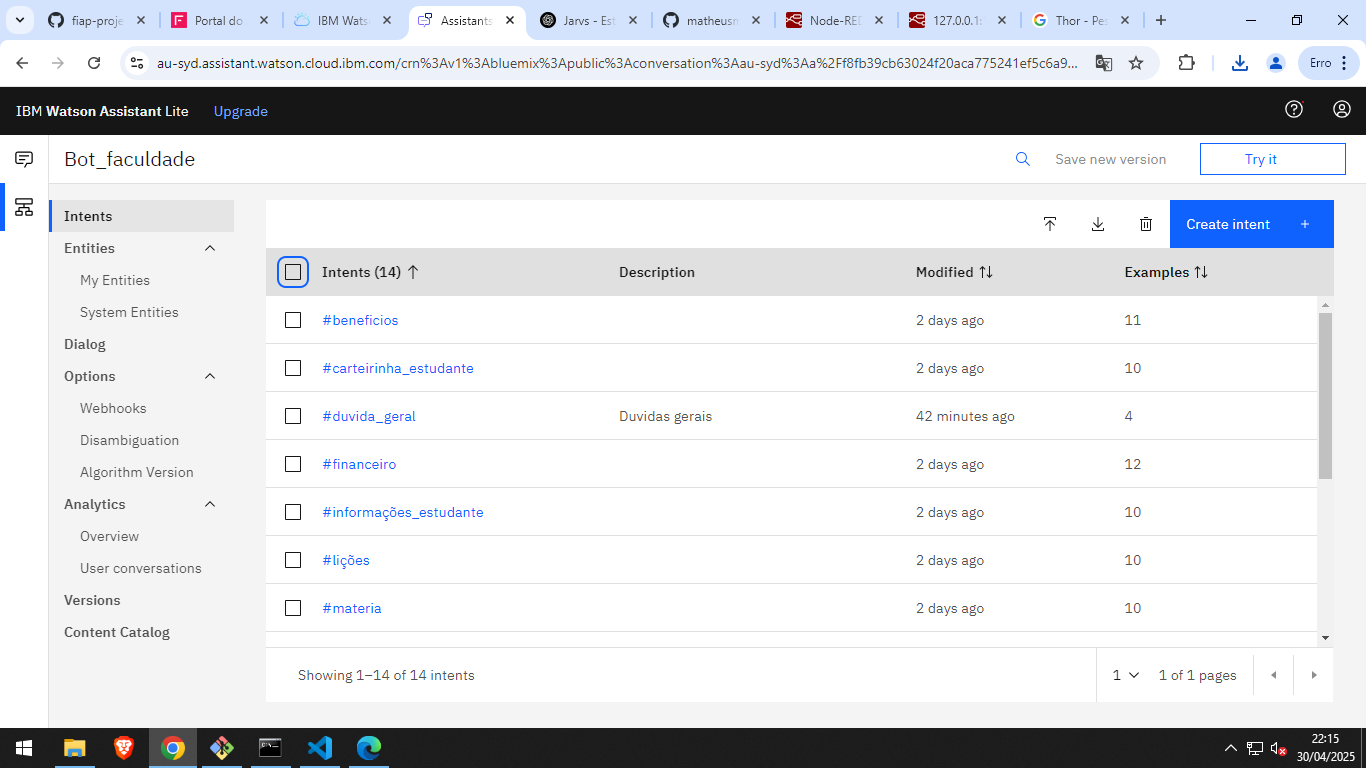 fiap-proje
Portal do
IBM Wats
Assistants
Jarvs - Est
matheusn
Node-RED
127.0.0.1:
Thor - Pes
au-syd.assistant.watson.cloud.ibm.com/crn%3Av1%3Abluemix%3Apublic%3Aconversation%3Aau-syd%3Aa%2Ff8fb39cb63024f20aca775241ef5c6a9...
Erro
IBM Watson Assistant Lite
Upgrade
Bot_faculdade
Save new version
Try it
Intents
Entities
My Entities
System Entities
Dialog
Options
Webhooks
Disambiguation
Algorithm Version
Analytics
Overview
User conversations
Versions
Content Catalog
Create intent +
Intents (14) Description Modified Examples
#beneficios 2 days ago 11
#carteirinha_estudante 2 days ago 10
#duvida_geral Duvidas gerais 42 minutes ago 4
#financeiro 2 days ago 12
#informações_estudante 2 days ago 10
#lições 2 days ago 10
#materia 2 days ago 10
Showing 1–14 of 14 intents
1
1 of 1 pages
22:15
30/04/2025